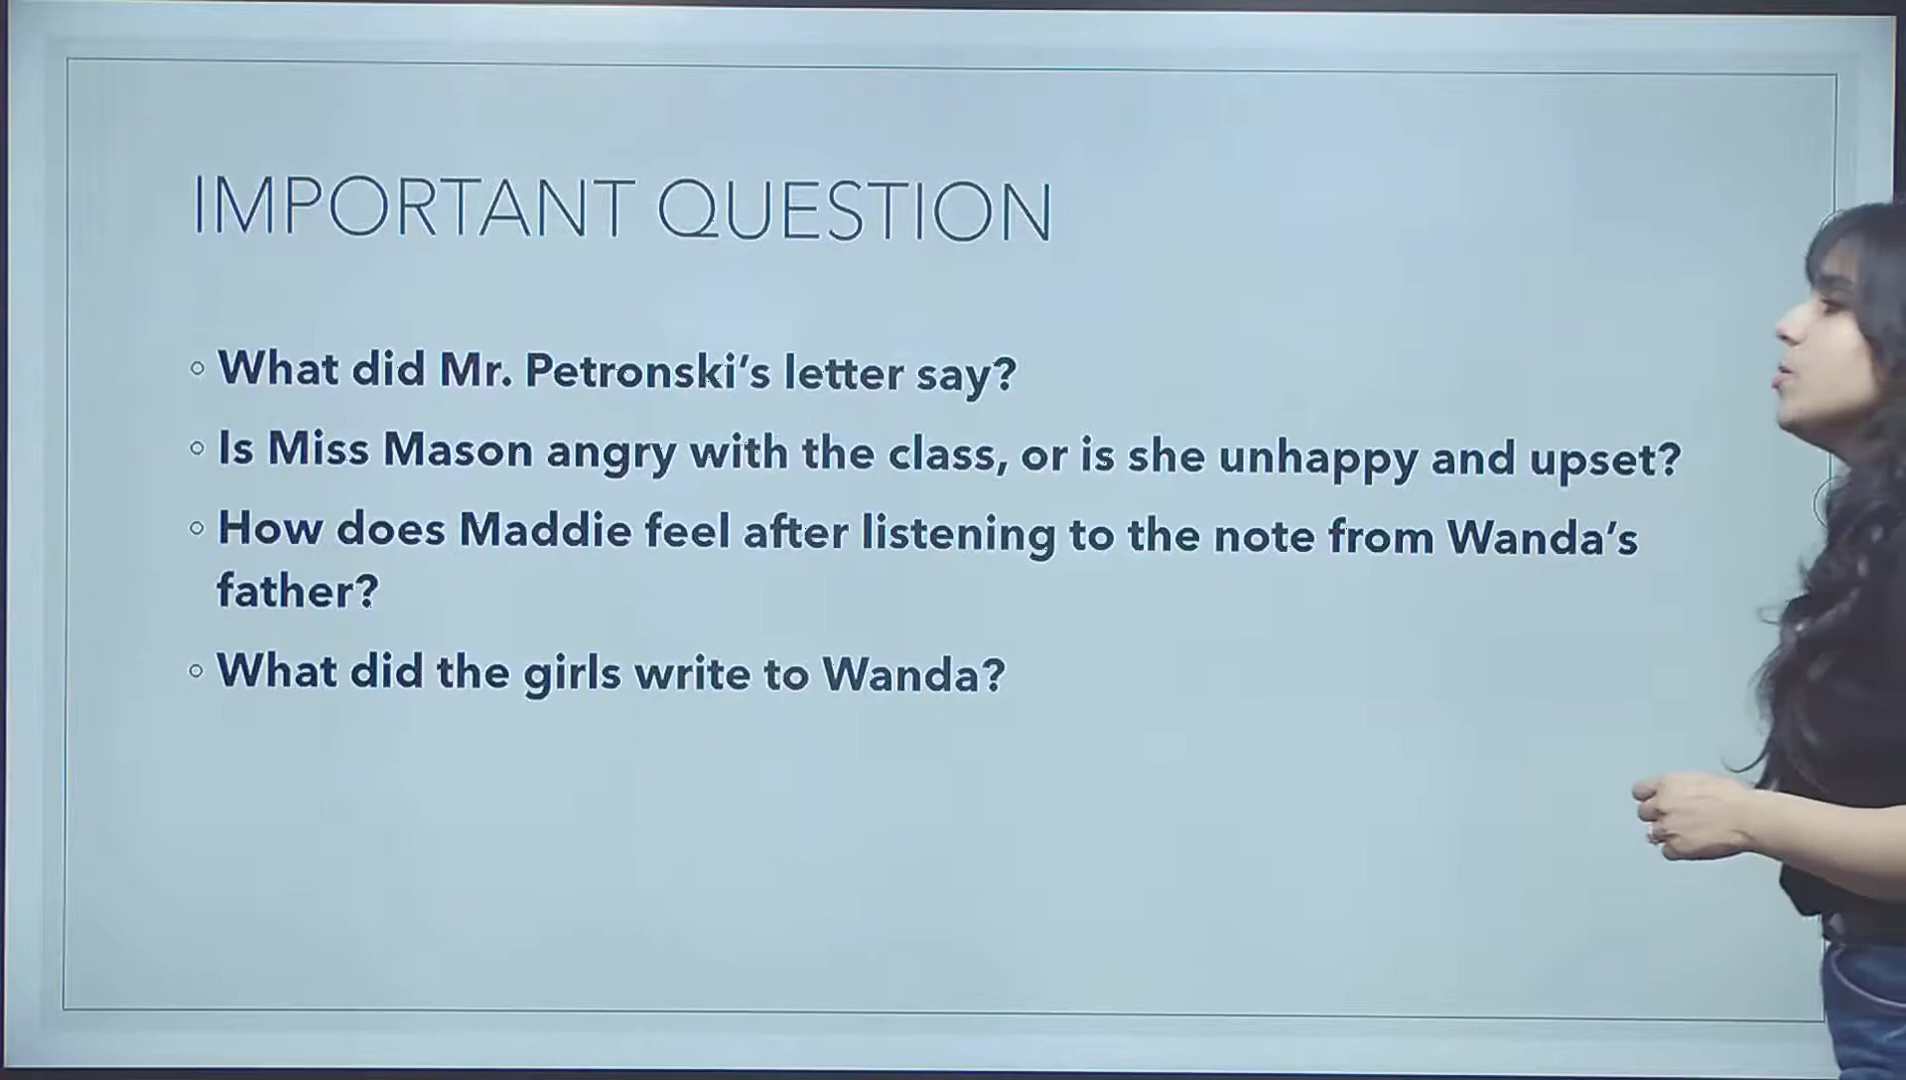 IMPORTANT QUESTION
◦ What did Mr. Petronski’s letter say?
◦ Is Miss Mason angry with the class, or is she unhappy and upset?
◦ How does Maddie feel after listening to the note from Wanda’s
father?
◦ What did the girls write to Wanda?